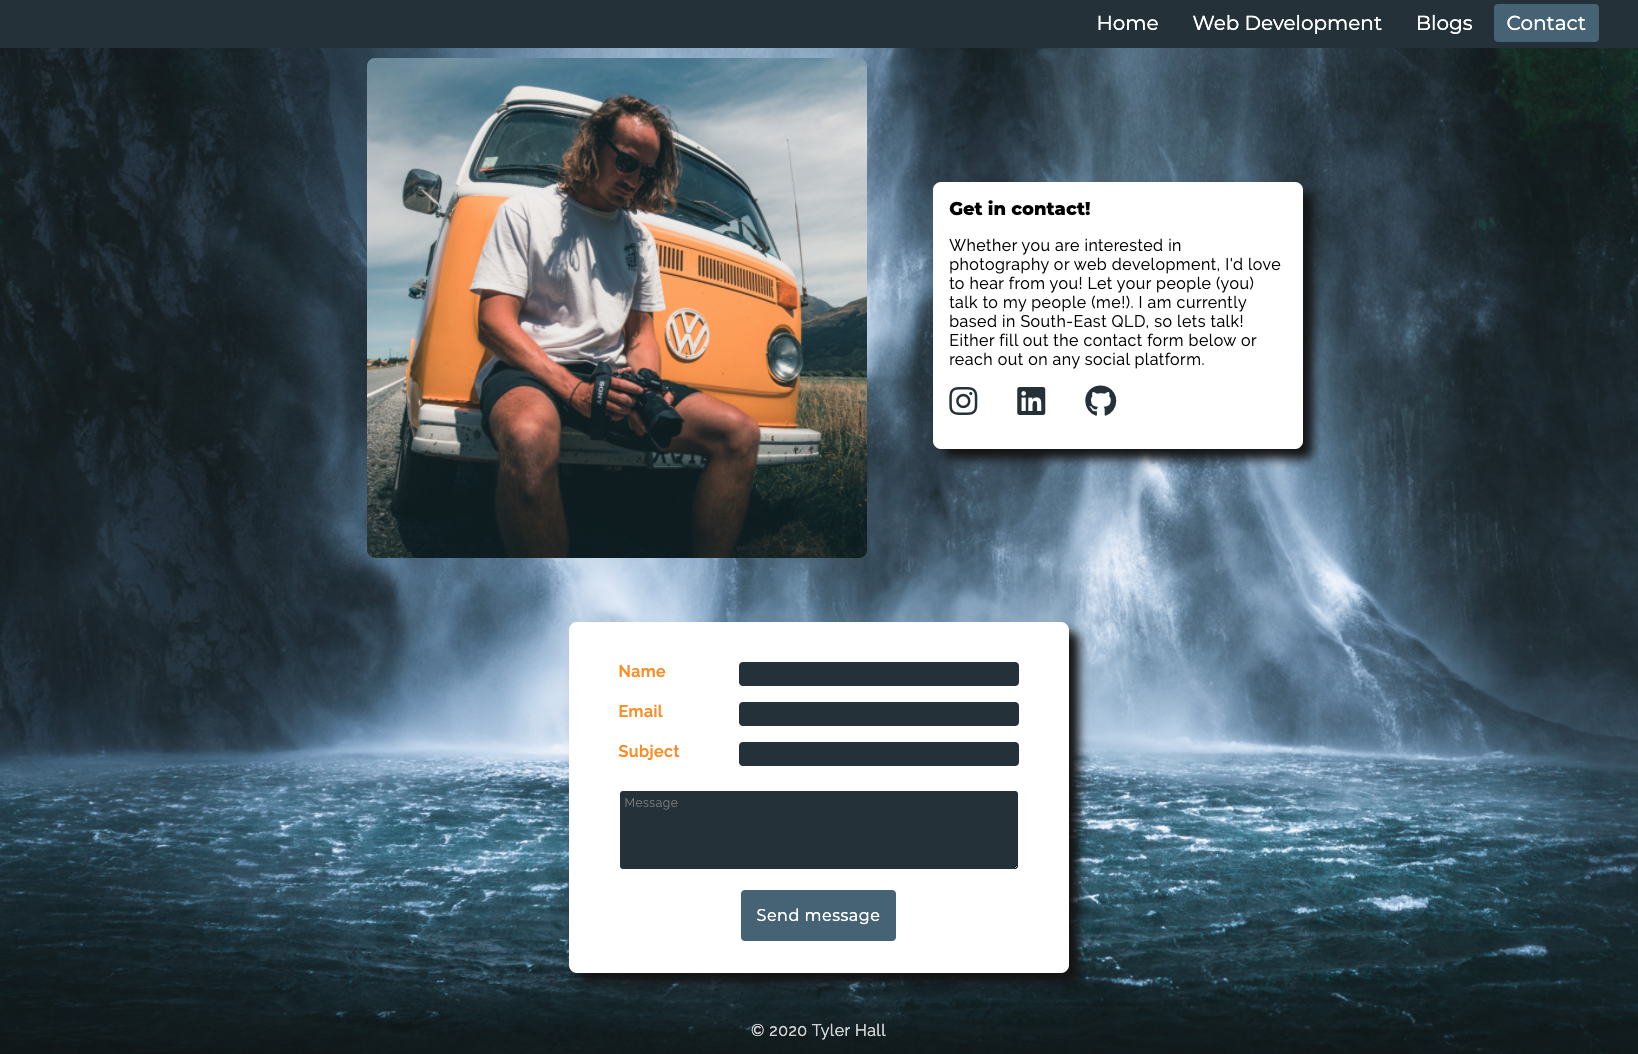 Home Web Development Blogs Contact
Get in contact!
Whether you are interested in
photography or web development, I'd love
to hear from you! Let your people (you)
talk to my people (me!). I am currently
based in South-East QLD, so lets talk!
Either fill out the contact form below or
reach out on any social platform.
SONY
Name
Email
Subject
Message
Send message
© 2020 Tyler Hall